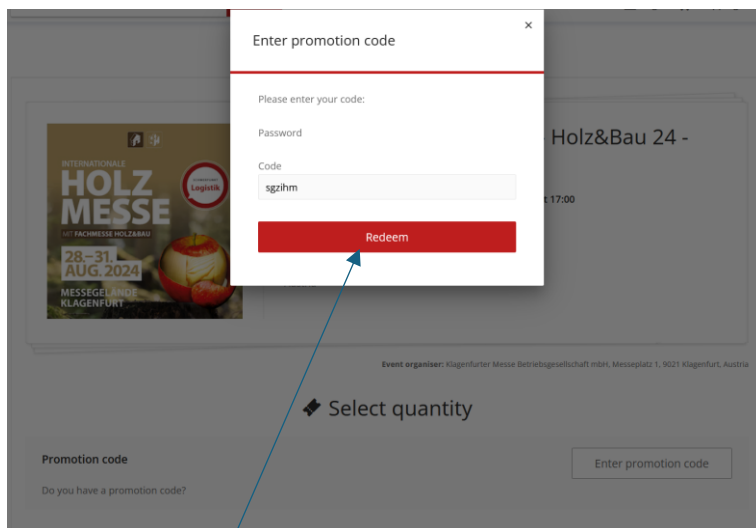 Enter promotion code
×
Please enter your code:
Password
Code
sgzihm
Redeem
INTERNATIONALE
HOLZ
MESSE
MIT FACHMESSE HOLZ&BAU
Logistik
28.–31.
AUG. 2024
MESSEGELÄNDE
KLAGENFURT
Holz&Bau 24 -
t 17:00
Event organiser: Klagenfurter Messe Betriebsgesellschaft mbH, Messeplatz 1, 9021 Klagenfurt, Austria
Select quantity
Promotion code
Enter promotion code
Do you have a promotion code?